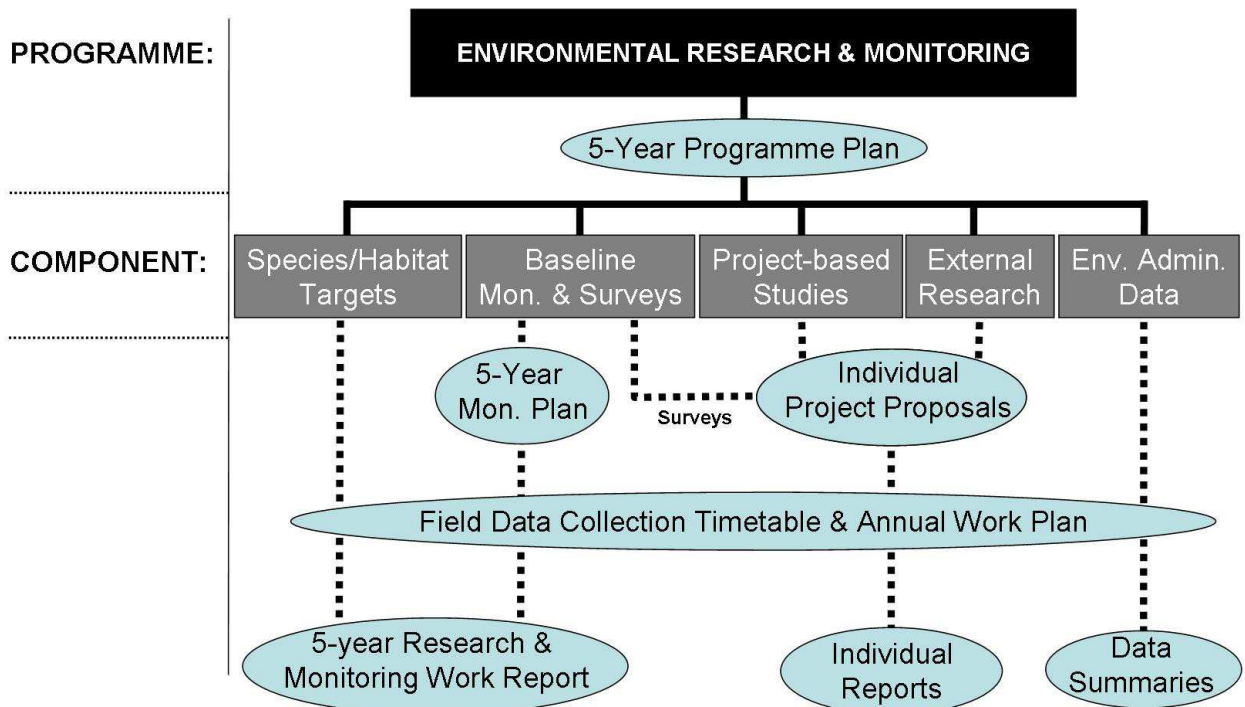 PROGRAMME:
ENVIRONMENTAL RESEARCH & MONITORING
5-Year Programme Plan
COMPONENT:
Species/Habitat
Targets
Baseline
Mon. & Surveys
Project-based
Studies
External
Research
Env. Admin.
Data
5-Year
Mon. Plan
Surveys
Individual
Project Proposals
Field Data Collection Timetable & Annual Work Plan
5-year Research &
Monitoring Work Report
Individual
Reports
Data
Summaries